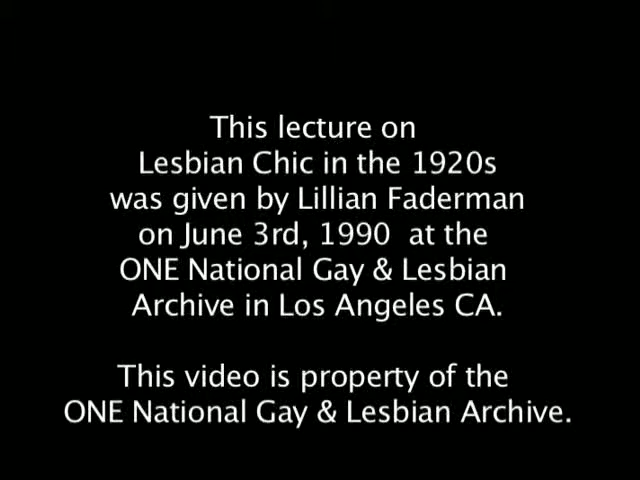 This lecture on
Lesbian Chic in the 1920s
was given by Lillian Faderman
on June 3rd, 1990 at the
ONE National Gay & Lesbian
Archive in Los Angeles CA.
This video is property of the
ONE National Gay & Lesbian Archive.